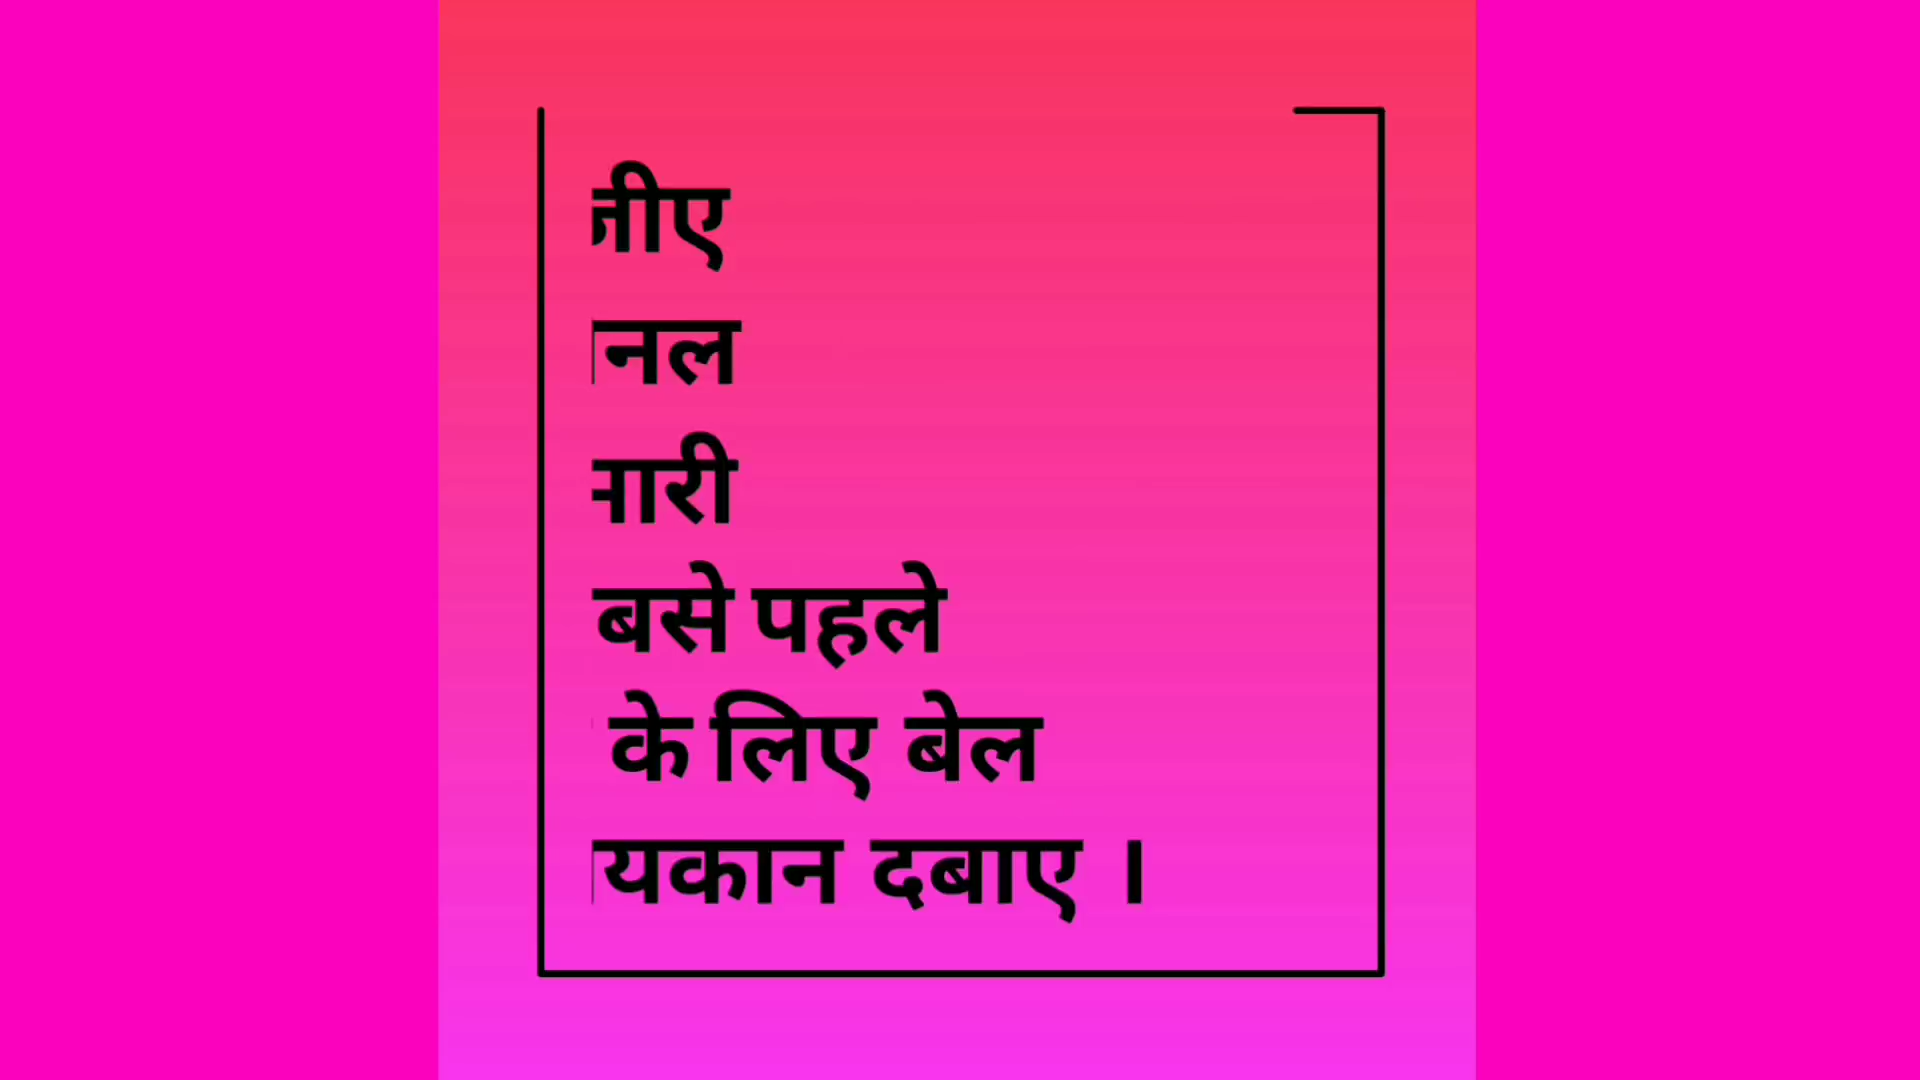 जीए
नल
मारी
बसे पहले
के लिए बेल
यकान दबाए ।